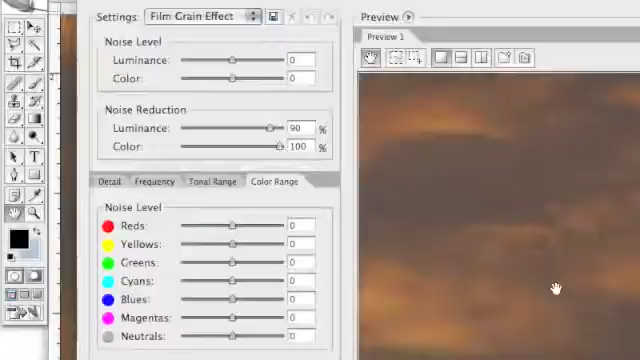 Settings: Film Grain Effect
Preview
Noise Level
Preview 1
Luminance: 0
Color: 0
Noise Reduction
Luminance: 90 %
Color: 100 %
Detail Frequency Tonal Range Color Range
Noise Level
Reds: 0
Yellows: 0
Greens: 0
Cyans: 0
Blues: 0
Magentas: 0
Neutrals: 0
T
2